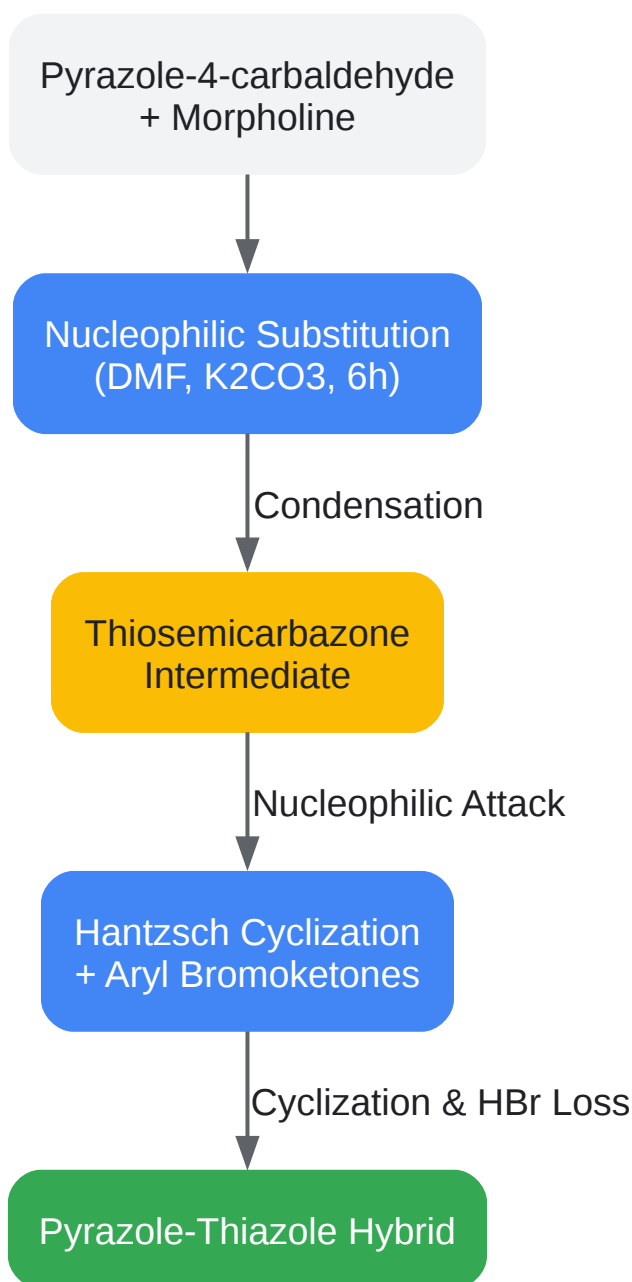 Pyrazole-4-carbaldehyde
+ Morpholine
Nucleophilic Substitution
(DMF, K2CO3, 6h)
Condensation
Thiosemicarbazone
Intermediate
Nucleophilic Attack
Hantzsch Cyclization
+ Aryl Bromoketones
Cyclization & HBr Loss
Pyrazole-Thiazole Hybrid